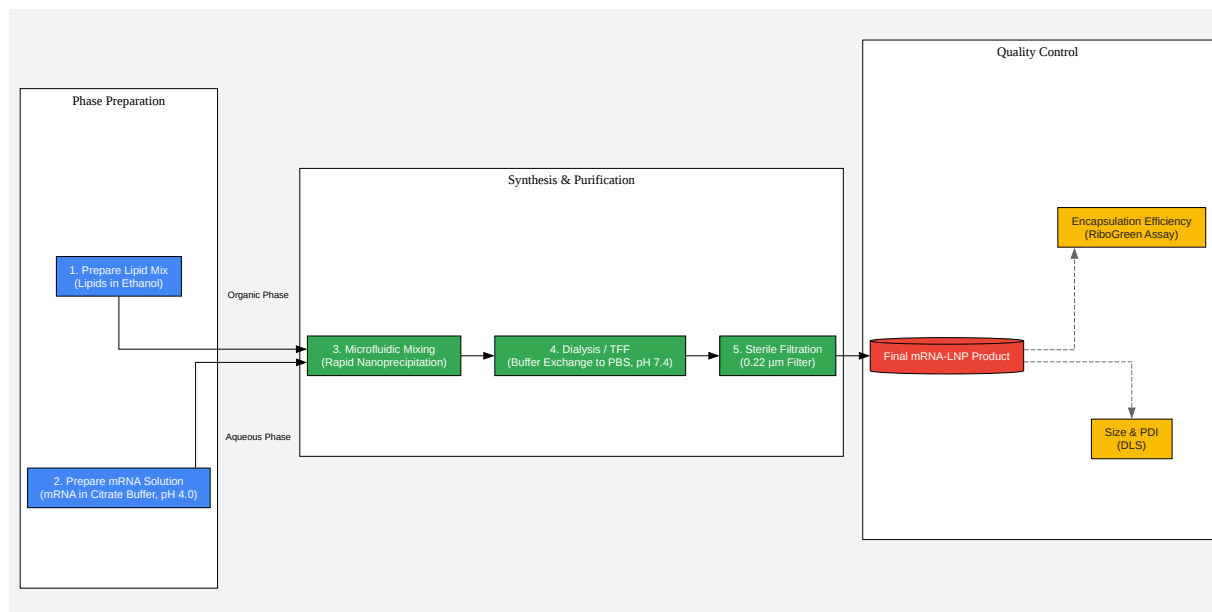 Phase Preparation
1. Prepare Lipid Mix
(Lipids in Ethanol)
2. Prepare mRNA Solution
(mRNA in Citrate Buffer, pH 4.0)
Organic Phase
Aqueous Phase
Synthesis & Purification
3. Microfluidic Mixing
(Rapid Nanoprecipitation)
4. Dialysis / TFF
(Buffer Exchange to PBS, pH 7.4)
5. Sterile Filtration
(0.22 µm Filter)
Quality Control
Final mRNA-LNP Product
Encapsulation Efficiency
(RiboGreen Assay)
Size & PDI
(DLS)